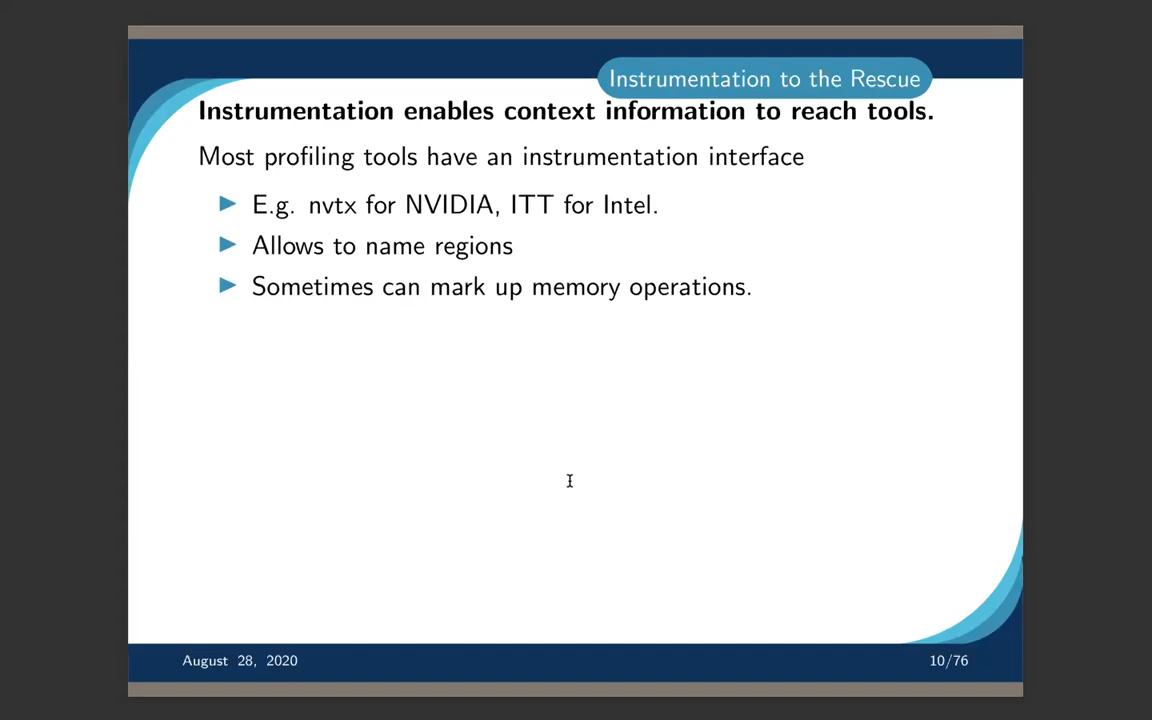 Instrumentation to the Rescue
Instrumentation enables context information to reach tools.
Most profiling tools have an instrumentation interface
E.g. nvtx for NVIDIA, ITT for Intel.
Allows to name regions
Sometimes can mark up memory operations.
August 28, 2020
10/76